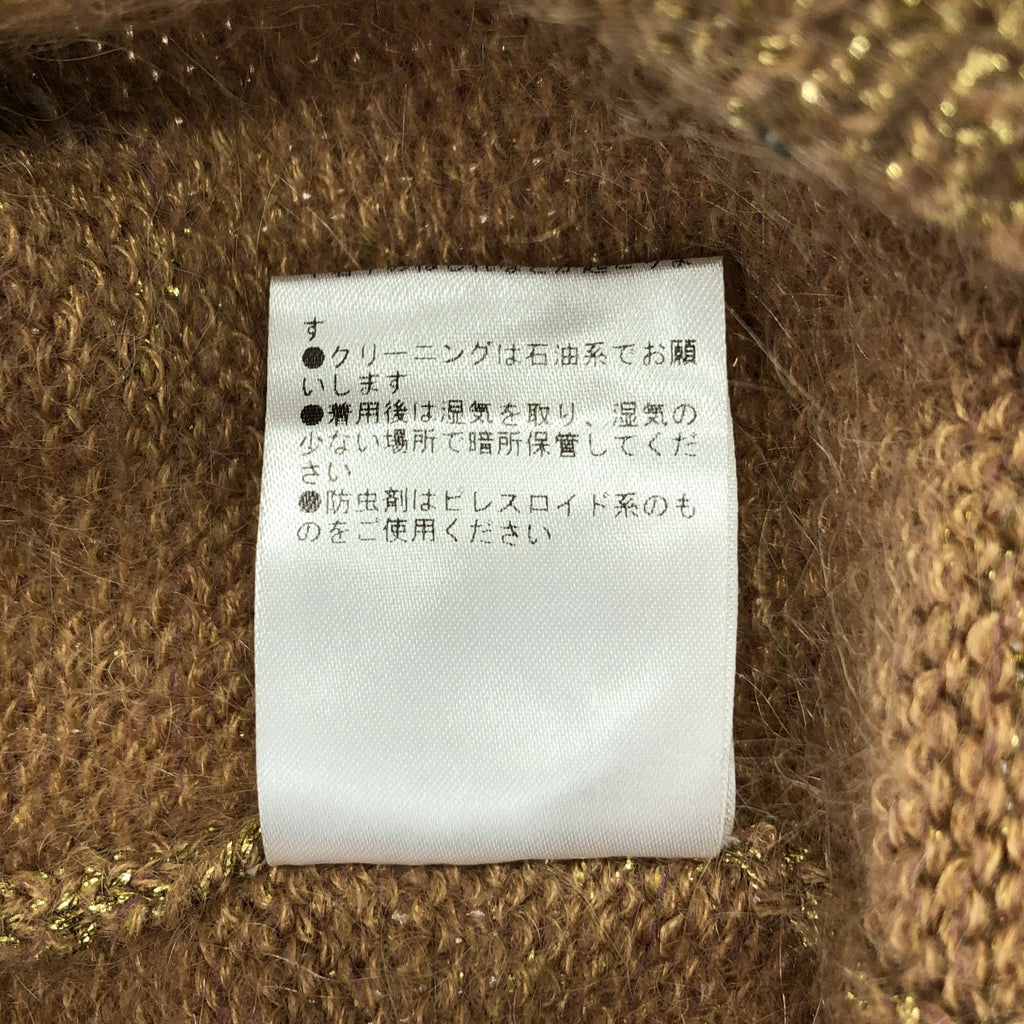 す
●クリーニングは石油系でお願
いします
●着用後は湿気を取り、湿気の
少ない場所で暗所保管してくだ
さい
●防虫剤はピレスロイド系のも
のをご使用ください